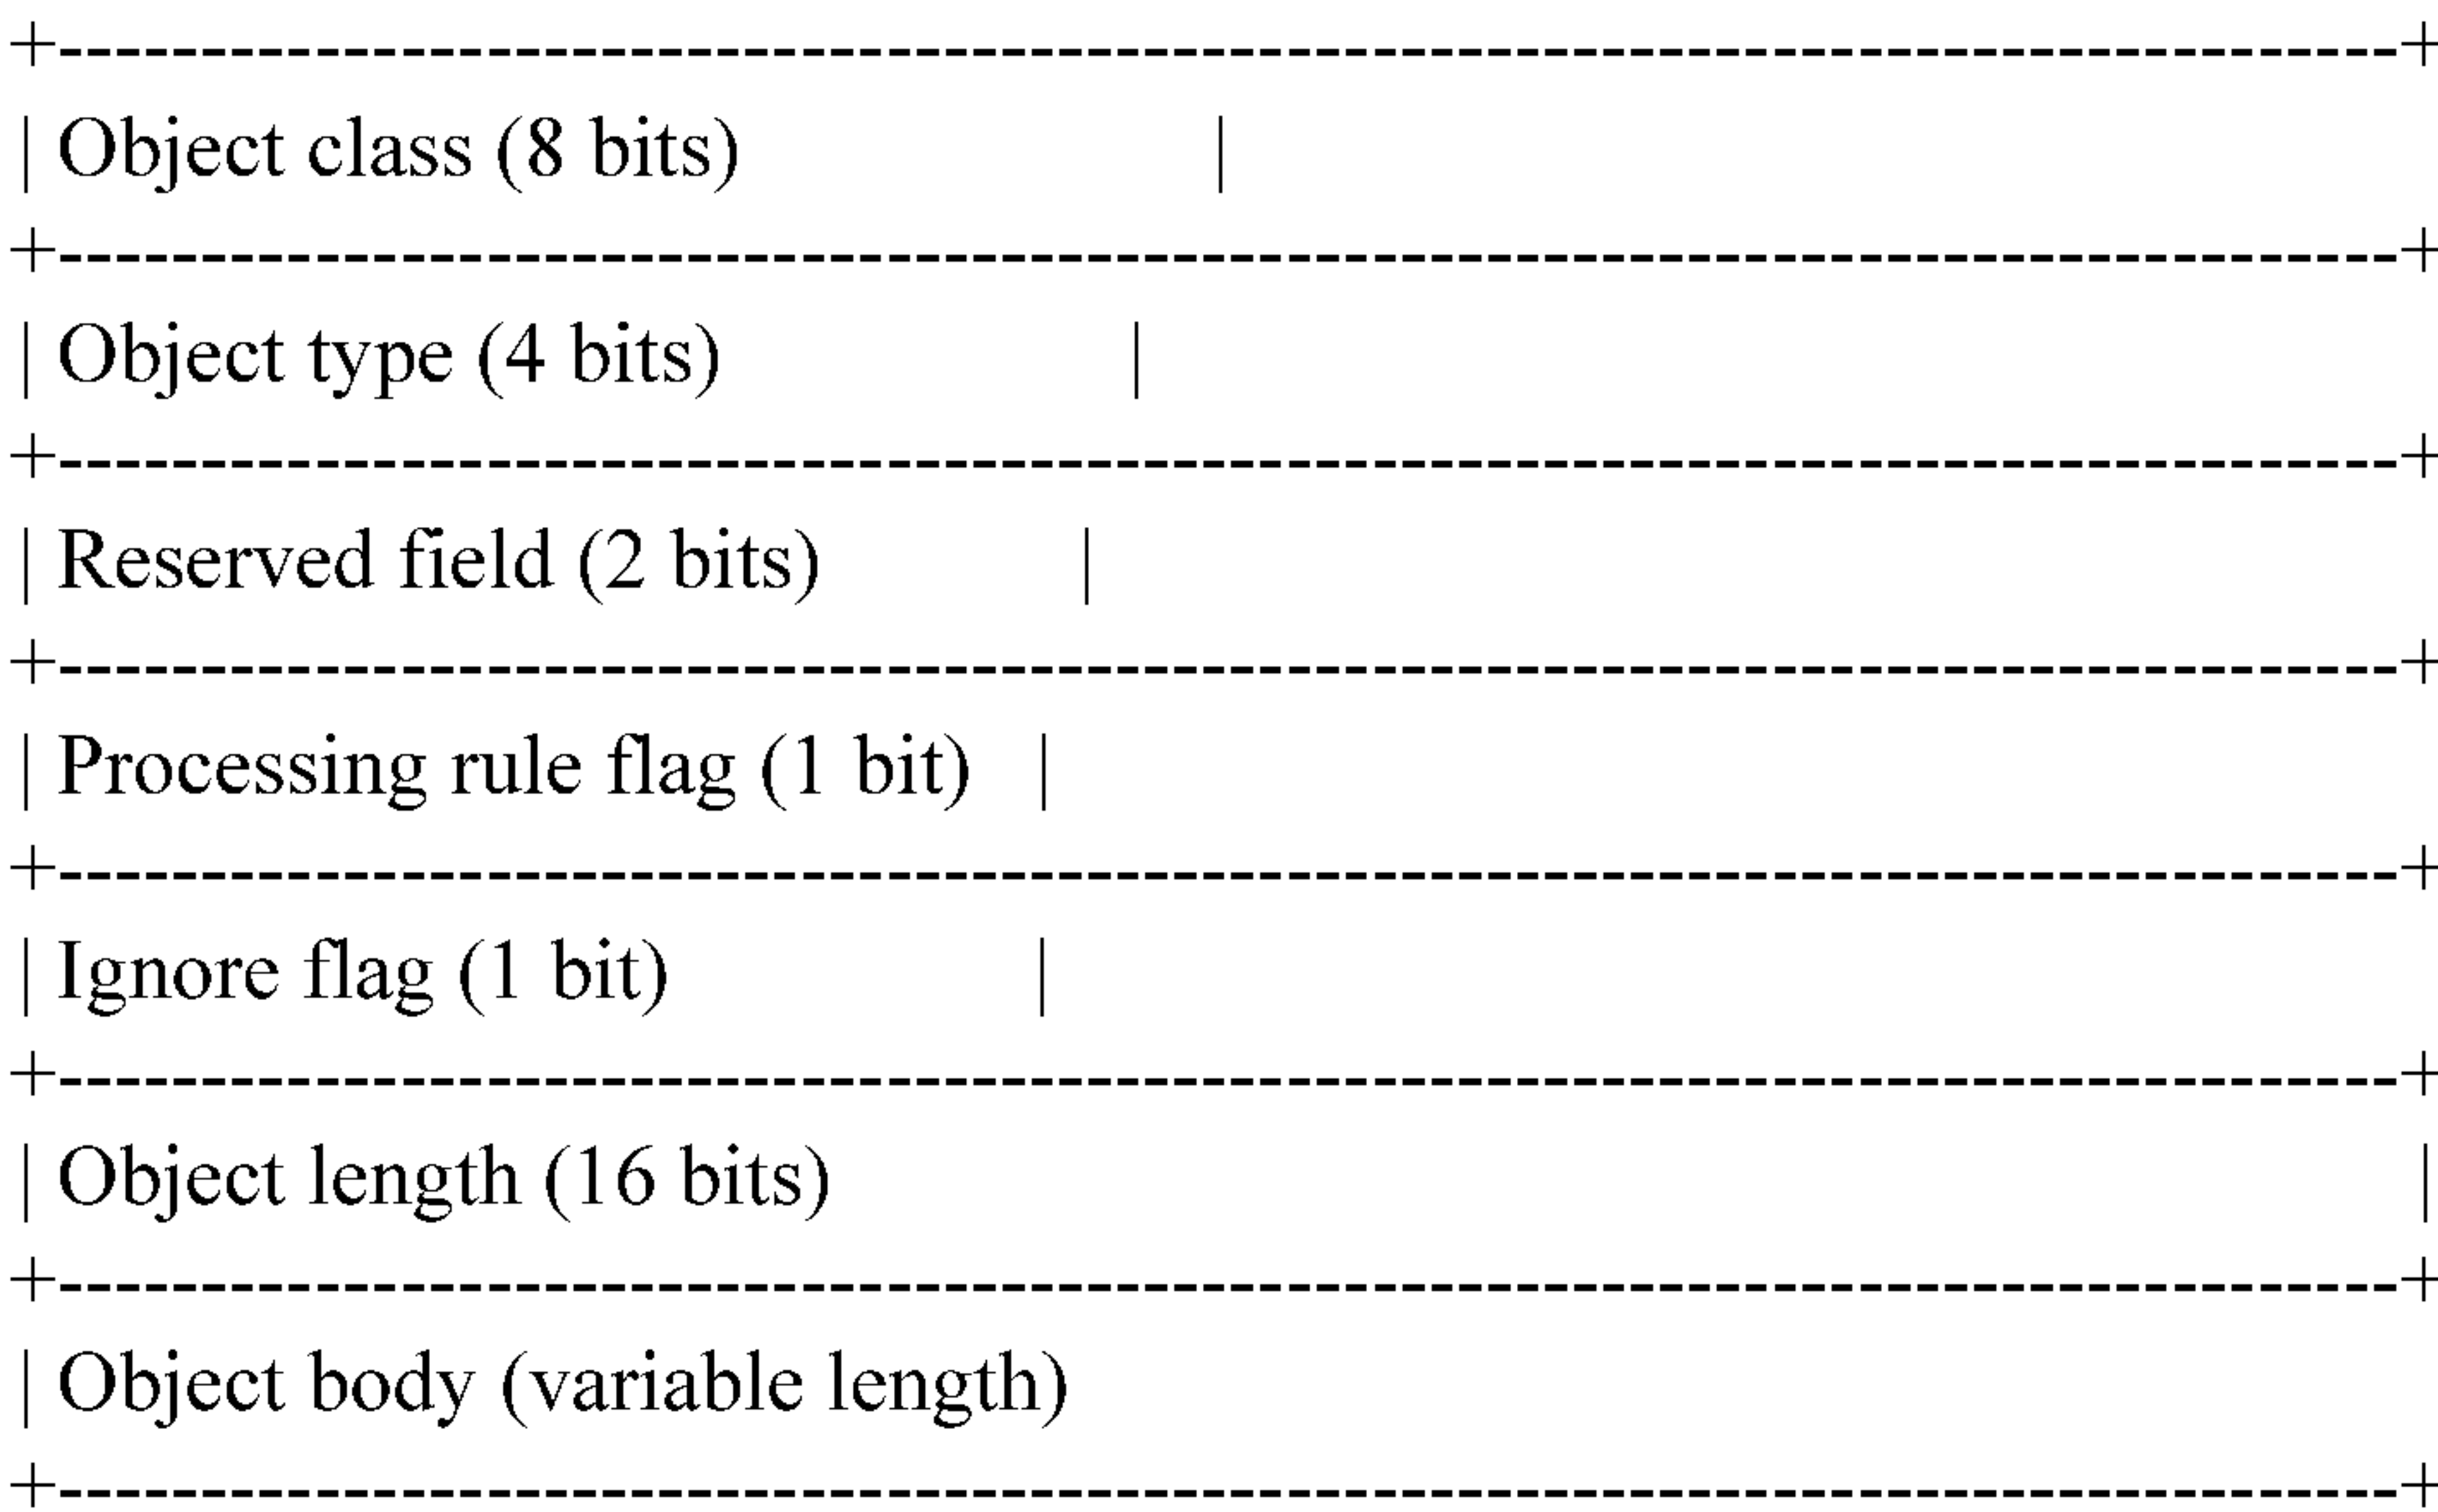 +----------------------------------------------------------------------------------+
| Object class (8 bits) |
+----------------------------------------------------------------------------------+
| Object type (4 bits) |
+----------------------------------------------------------------------------------+
| Reserved field (2 bits) |
+----------------------------------------------------------------------------------+
| Processing rule flag (1 bit) |
+----------------------------------------------------------------------------------+
| Ignore flag (1 bit) |
+----------------------------------------------------------------------------------+
| Object length (16 bits) |
+----------------------------------------------------------------------------------+
| Object body (variable length)
+----------------------------------------------------------------------------------+